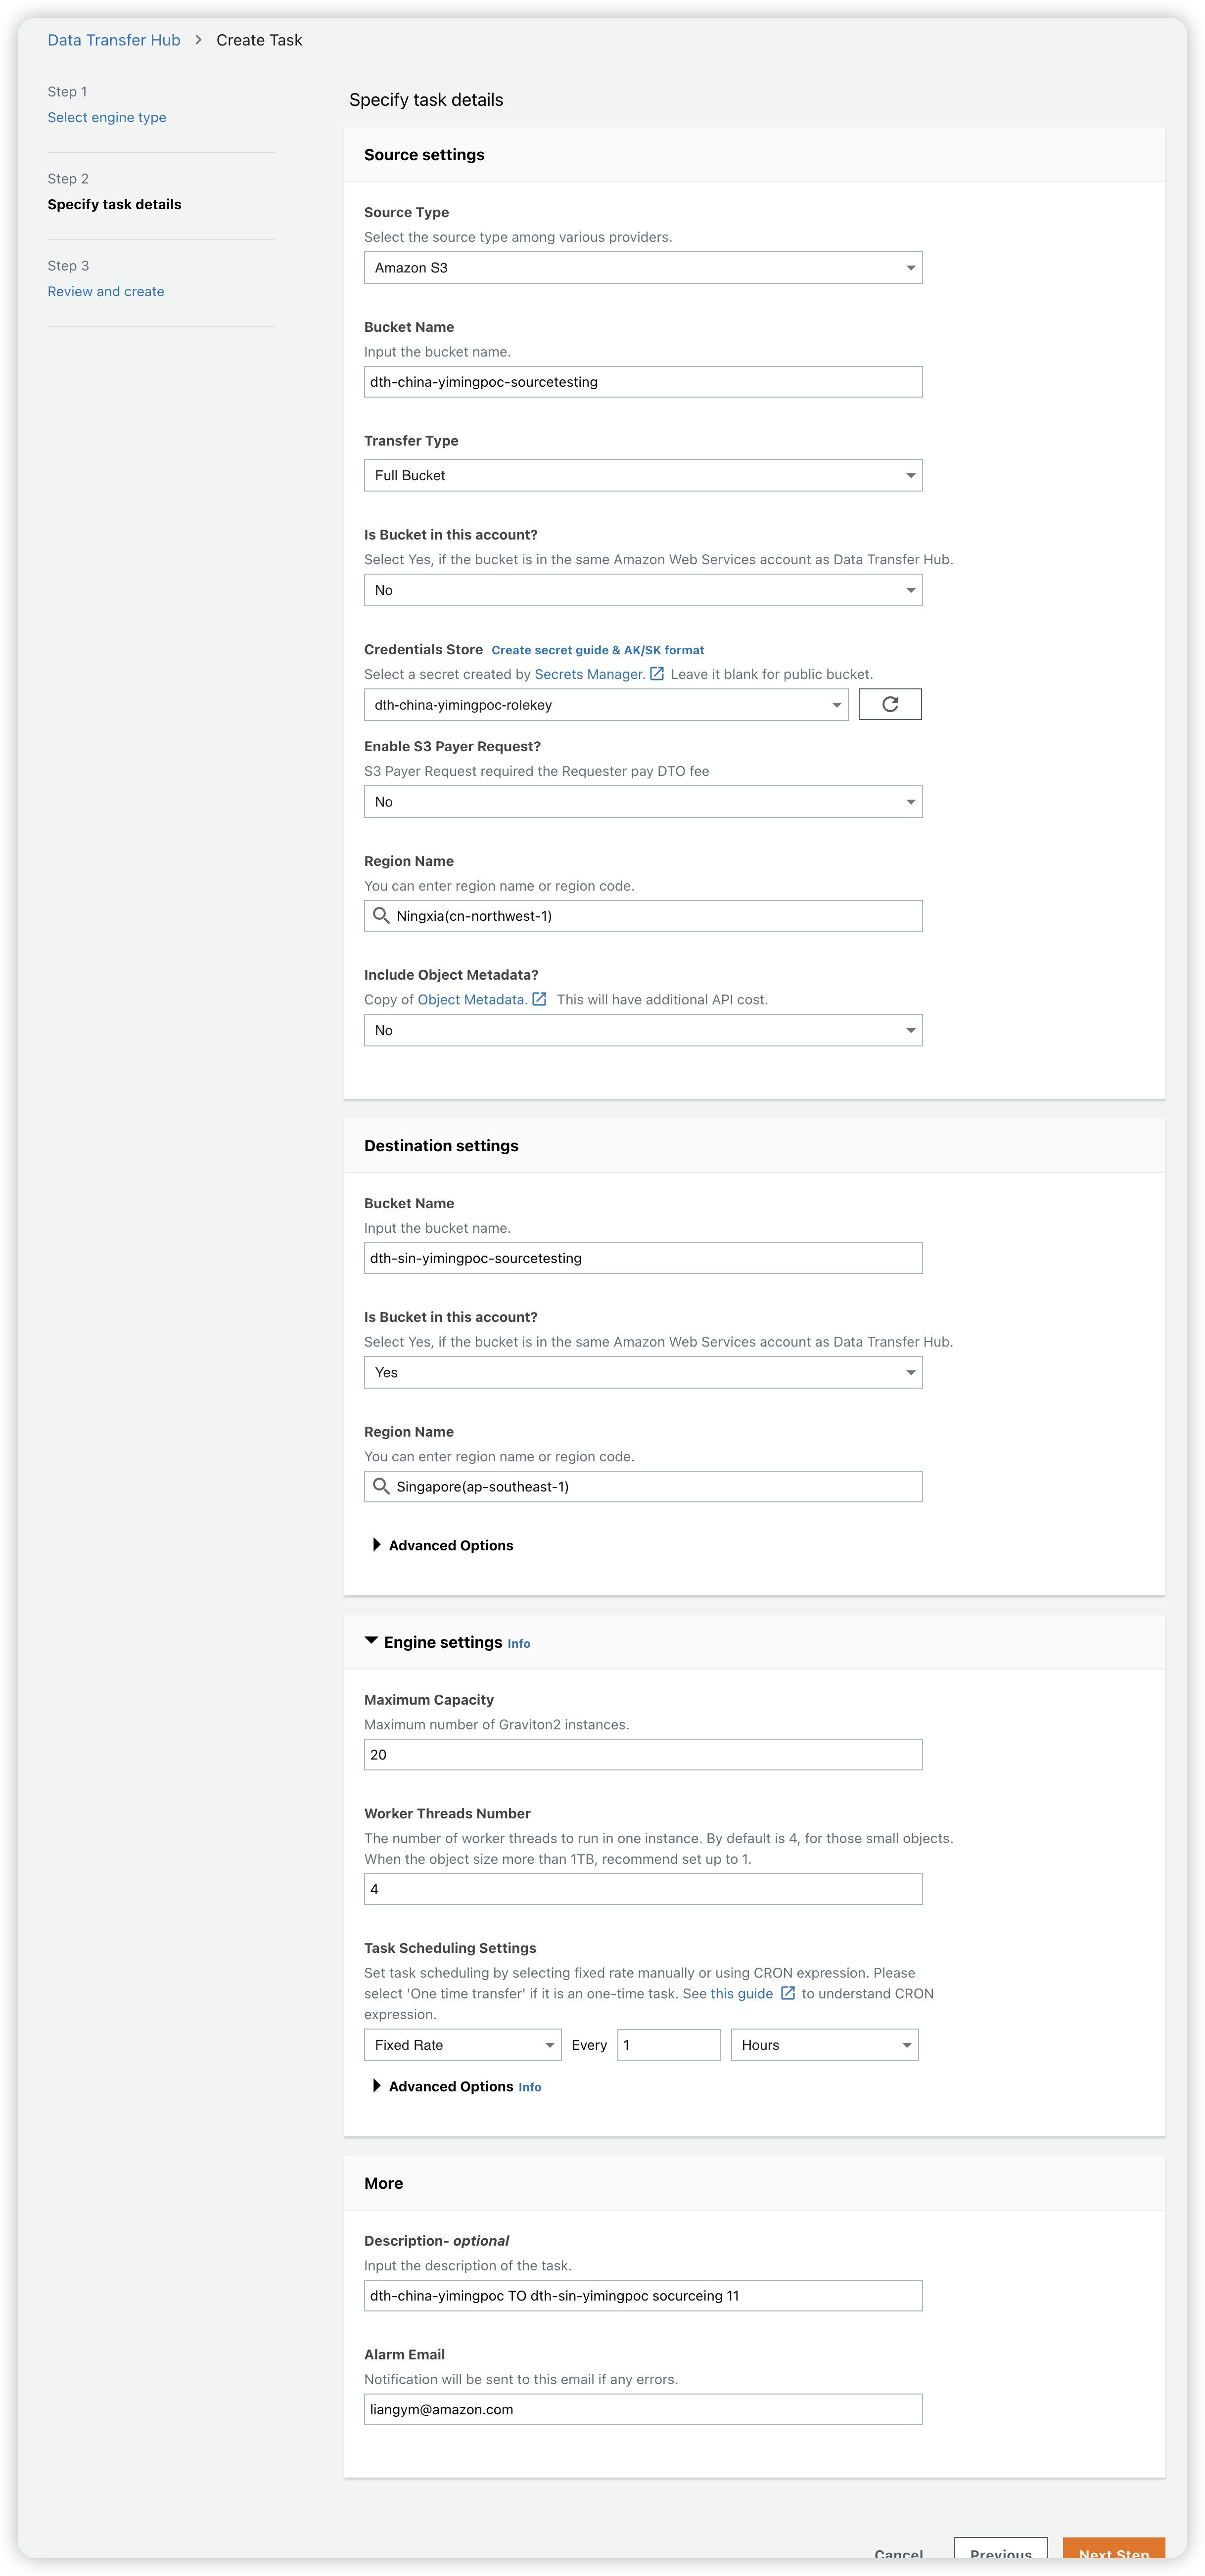 Data Transfer Hub > Create Task
Step 1
Select engine type
Step 2
Specify task details
Step 3
Review and create
Specify task details
Source settings
Source Type
Select the source type among various providers.
Amazon S3
Bucket Name
Input the bucket name.
dth-china-yimingpoc-sourcetesting
Transfer Type
Full Bucket
Is Bucket in this account?
Select Yes, if the bucket is in the same Amazon Web Services account as Data Transfer Hub.
No
Credentials Store Create secret guide & AK/SK format
Select a secret created by Secrets Manager. Leave it blank for public bucket.
dth-china-yimingpoc-rolekey
Enable S3 Payer Request?
S3 Payer Request required the Requester pay DTO fee
No
Region Name
You can enter region name or region code.
Ningxia(cn-northwest-1)
Include Object Metadata?
Copy of Object Metadata. This will have additional API cost.
No
Destination settings
Bucket Name
Input the bucket name.
dth-sin-yimingpoc-sourcetesting
Is Bucket in this account?
Select Yes, if the bucket is in the same Amazon Web Services account as Data Transfer Hub.
Yes
Region Name
You can enter region name or region code.
Singapore(ap-southeast-1)
Advanced Options
Engine settings Info
Maximum Capacity
Maximum number of Graviton2 instances.
20
Worker Threads Number
The number of worker threads to run in one instance. By default is 4, for those small objects.
When the object size more than 1TB, recommend set up to 1.
4
Task Scheduling Settings
Set task scheduling by selecting fixed rate manually or using CRON expression. Please
select 'One time transfer' if it is an one-time task. See this guide to understand CRON
expression.
Fixed Rate Every 1 Hours
Advanced Options Info
More
Description- optional
Input the description of the task.
dth-china-yimingpoc TO dth-sin-yimingpoc socurceing 11
Alarm Email
Notification will be sent to this email if any errors.
liangym@amazon.com
Cancel Previous Next Step